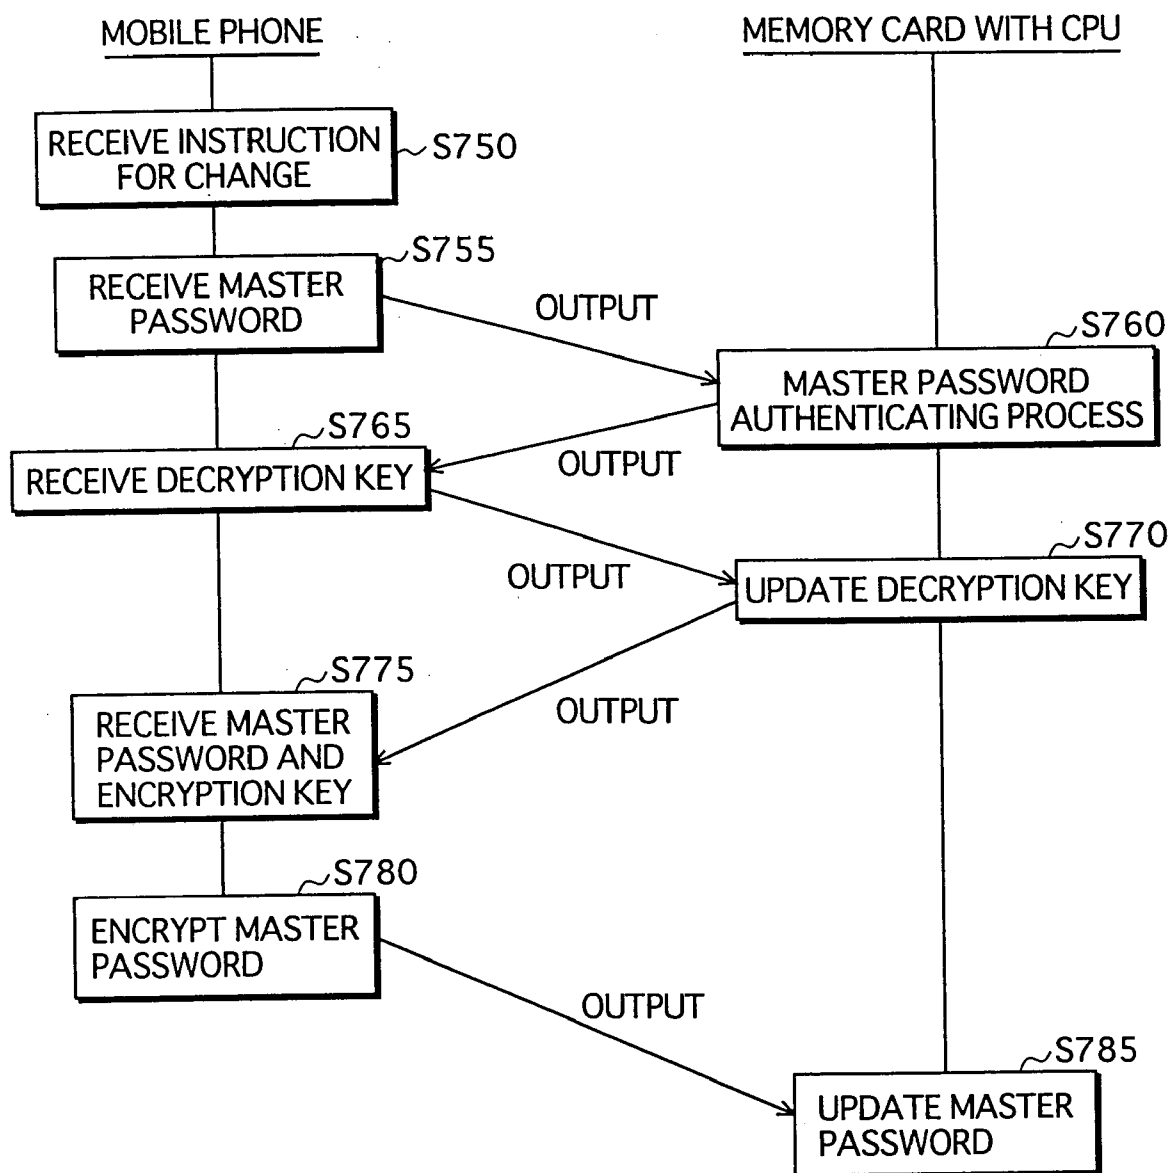 MOBILE PHONE
MEMORY CARD WITH CPU
RECEIVE INSTRUCTION
FOR CHANGE
S750
S755
RECEIVE MASTER
PASSWORD
OUTPUT
S760
MASTER PASSWORD
AUTHENTICATING PROCESS
S765
RECEIVE DECRYPTION KEY
OUTPUT
S770
OUTPUT
UPDATE DECRYPTION KEY
S775
RECEIVE MASTER
PASSWORD AND
ENCRYPTION KEY
OUTPUT
S780
ENCRYPT MASTER
PASSWORD
OUTPUT
S785
UPDATE MASTER
PASSWORD